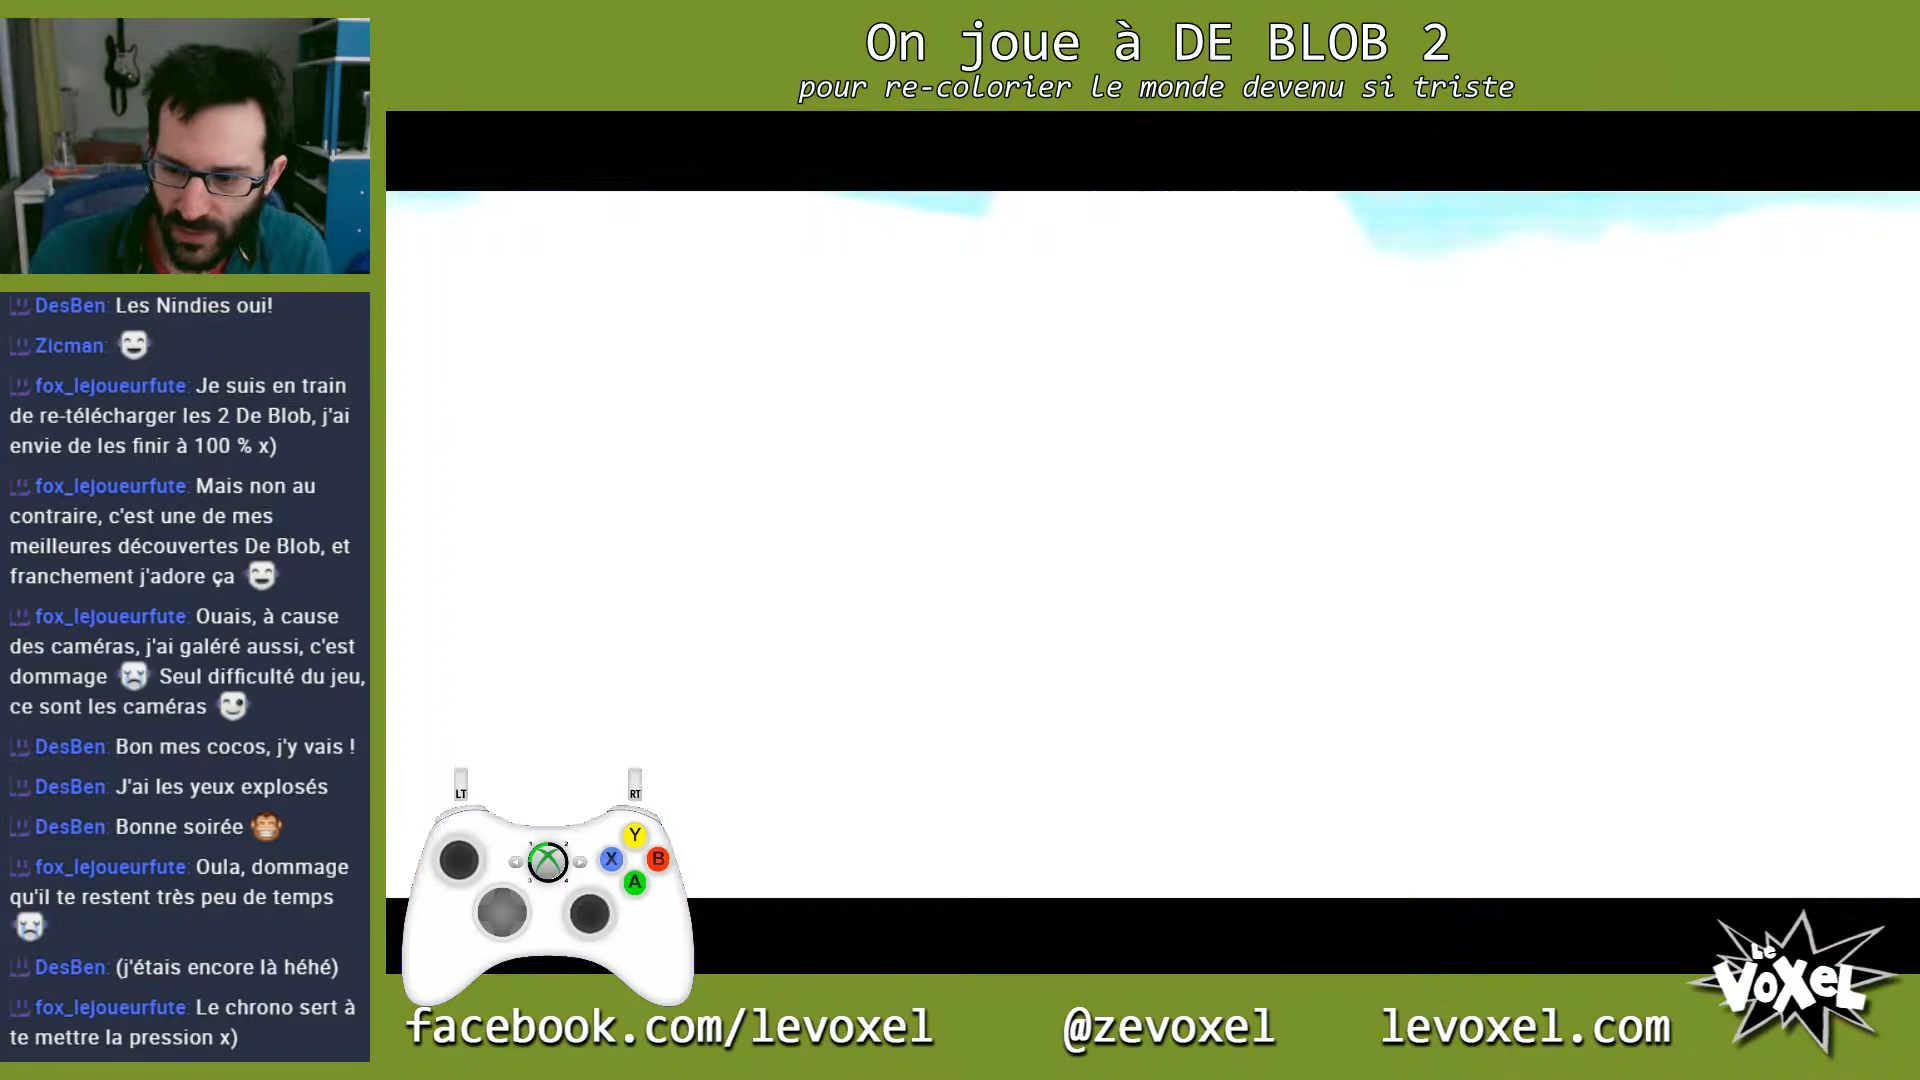 On joue à DE BLOB 2
pour re-colorier le monde devenu si triste
DesBen: Les Nindies oui!
Zicman:
fox_lejoueurfute: Je suis en train
de re-télécharger les 2 De Blob, j'ai
envie de les finir à 100 % x)
fox_lejoueurfute: Mais non au
contraire, c'est une de mes
meilleures découvertes De Blob, et
franchement j'adore ça
fox_lejoueurfute: Ouais, à cause
des caméras, j'ai galéré aussi, c'est
dommage Seul difficulté du jeu,
ce sont les caméras
DesBen: Bon mes cocos, j'y vais !
DesBen: J'ai les yeux explosés
DesBen: Bonne soirée
fox_lejoueurfute: Oula, dommage
qu'il te restent très peu de temps
DesBen: (j'étais encore là héhé)
fox_lejoueurfute: Le chrono sert à
te mettre la pression x)
LT
RT
Y
X
B
A
1
2
3
4
facebook.com/levoxel
@zevoxel
levoxel.com
Le
VoXeL